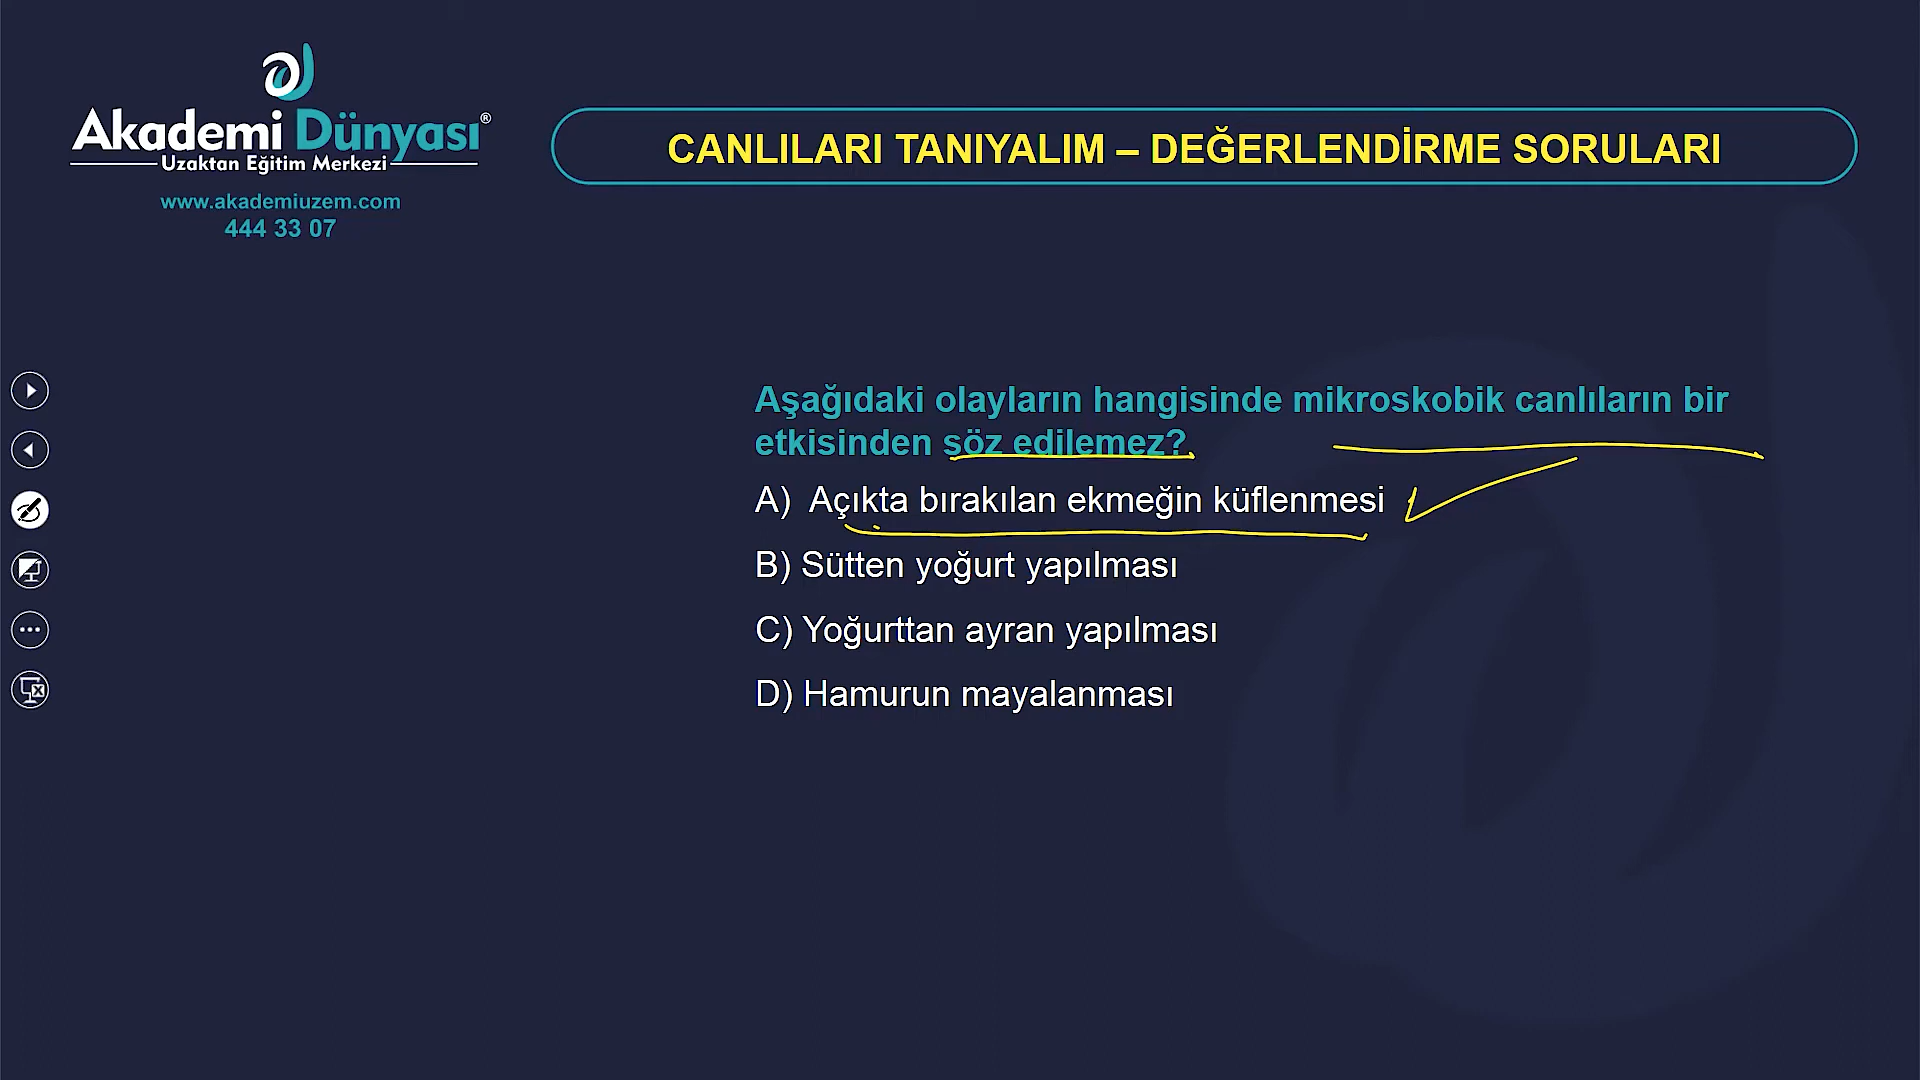 Akademi Dünyası®
Uzaktan Eğitim Merkezi
www.akademiuzem.com
444 33 07
CANLILARI TANIYALIM – DEĞERLENDİRME SORULARI
Aşağıdaki olayların hangisinde mikroskobik canlıların bir
etkisinden söz edilemez?
A) Açıkta bırakılan ekmeğin küflenmesi
B) Sütten yoğurt yapılması
C) Yoğurttan ayran yapılması
D) Hamurun mayalanması